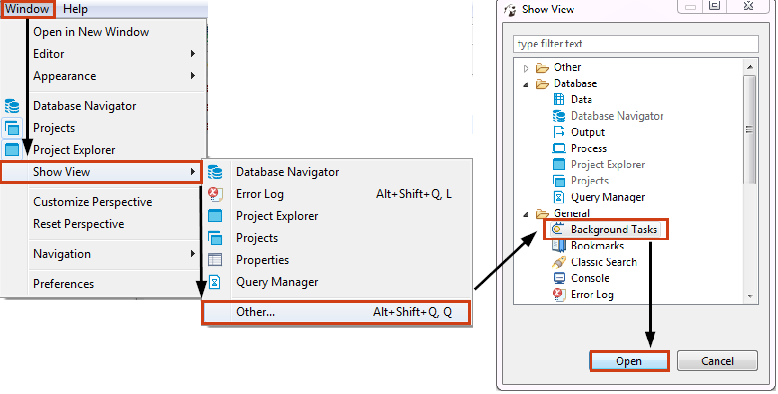 Window Help
Open in New Window
Editor
Appearance
Database Navigator
Projects
Project Explorer
Show View
Customize Perspective
Reset Perspective
Navigation
Preferences
Database Navigator
Error Log Alt+Shift+Q, L
Project Explorer
Projects
Properties
Query Manager
Other... Alt+Shift+Q, Q
Show View
type filter text
Other
Database
Data
Database Navigator
Output
Process
Project Explorer
Projects
Query Manager
General
Background Tasks
Bookmarks
Classic Search
Console
Error Log
Open Cancel